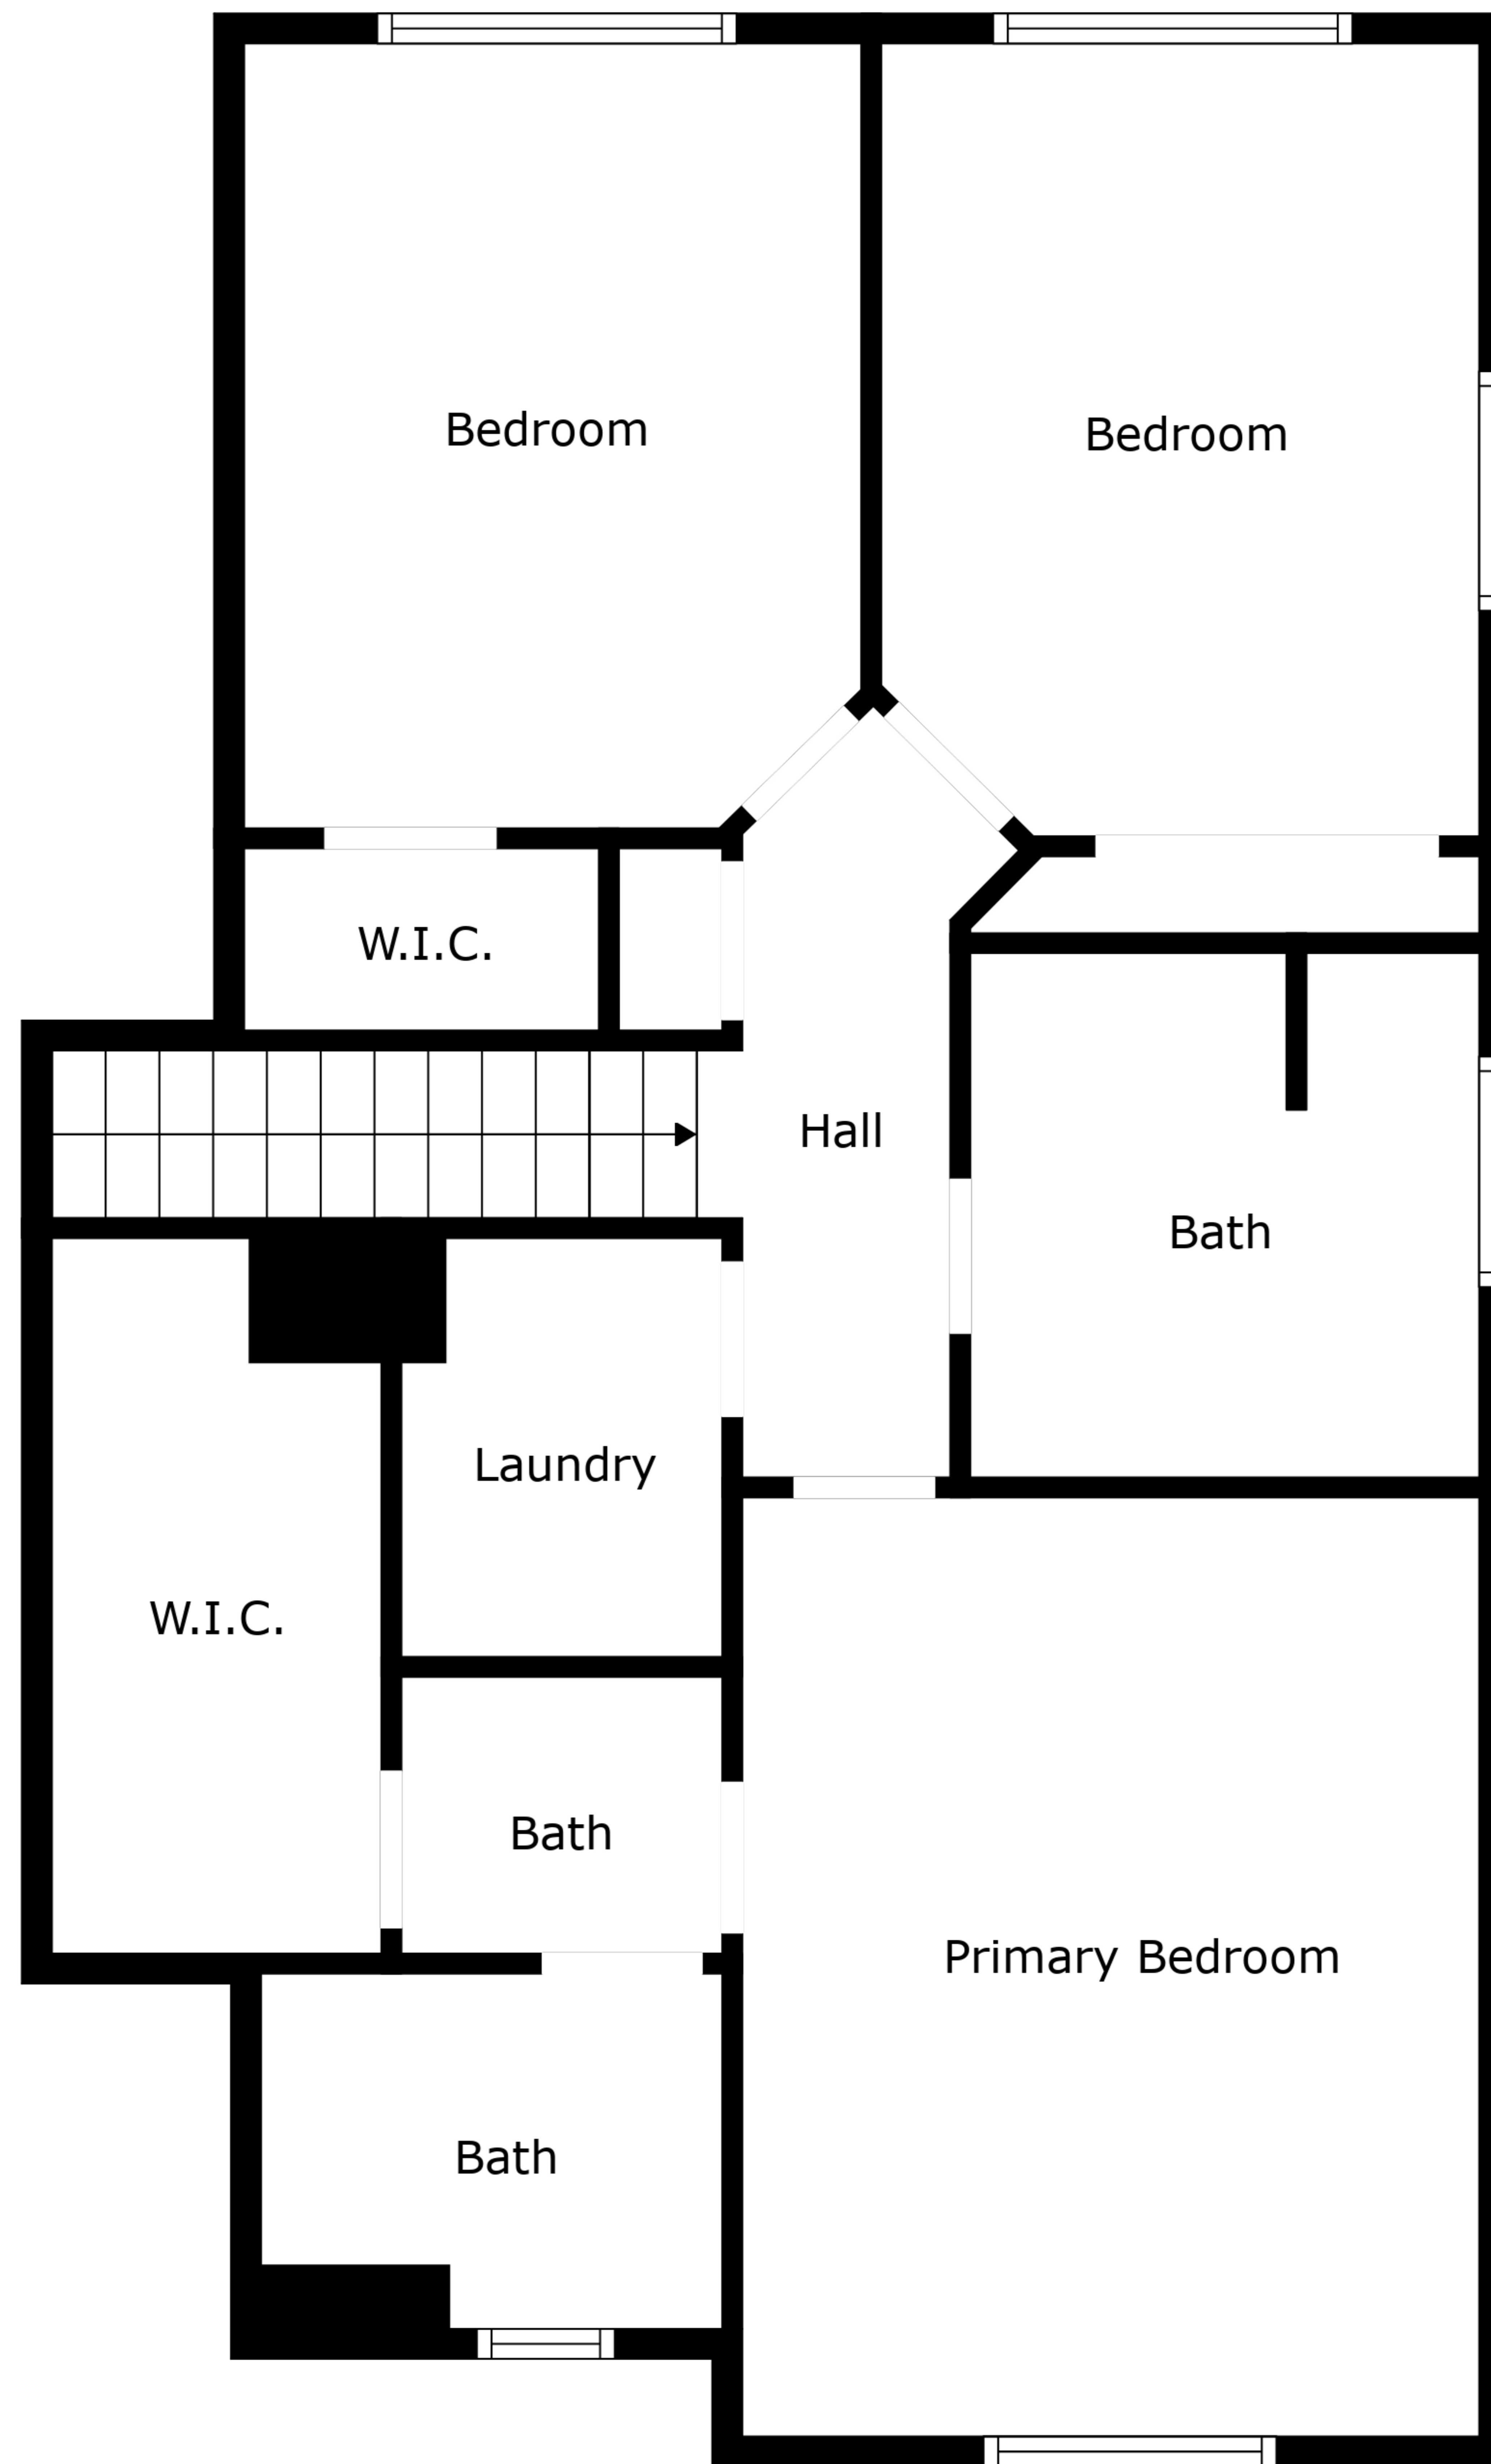 Bedroom
Bedroom
W.I.C.
Hall
Bath
Laundry
W.I.C.
Bath
Primary Bedroom
Bath